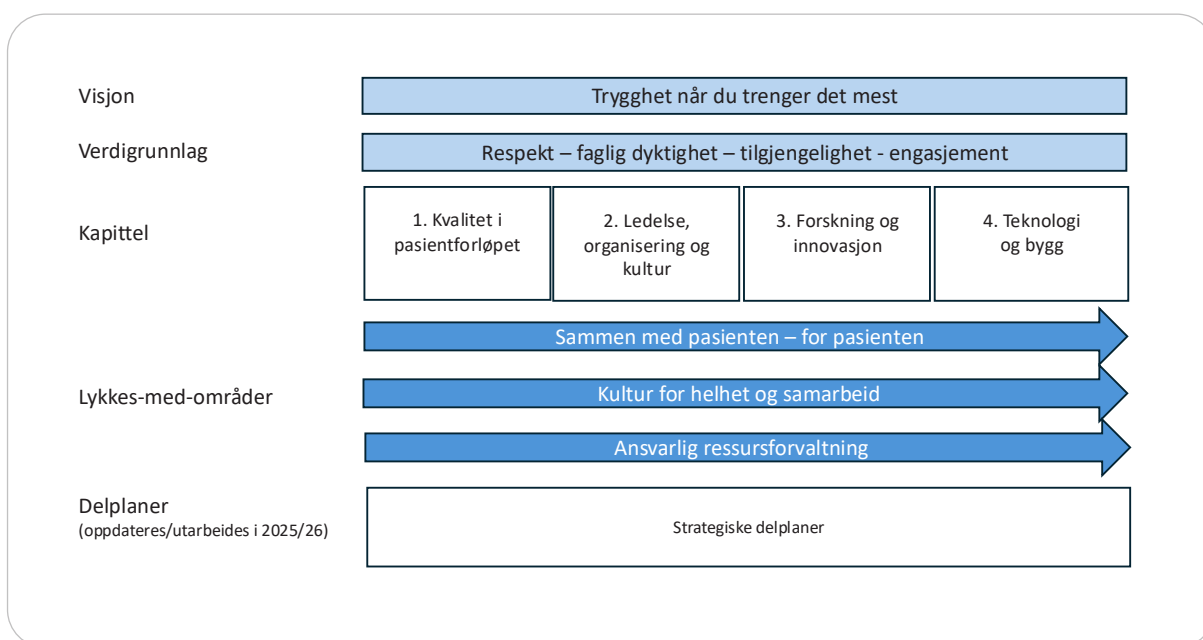 Visjon
Trygghet når du trenger det mest
Verdigrunnlag
Respekt – faglig dyktighet – tilgjengelighet - engasjement
Kapittel
1. Kvalitet i
pasientforløpet
2. Ledelse,
organisering og
kultur
3. Forskning og
innovasjon
4. Teknologi
og bygg
Lykkes-med-områder
Sammen med pasienten – for pasienten
Kultur for helhet og samarbeid
Ansvarlig ressursforvaltning
Delplaner
(oppdateres/utarbeides i 2025/26)
Strategiske delplaner